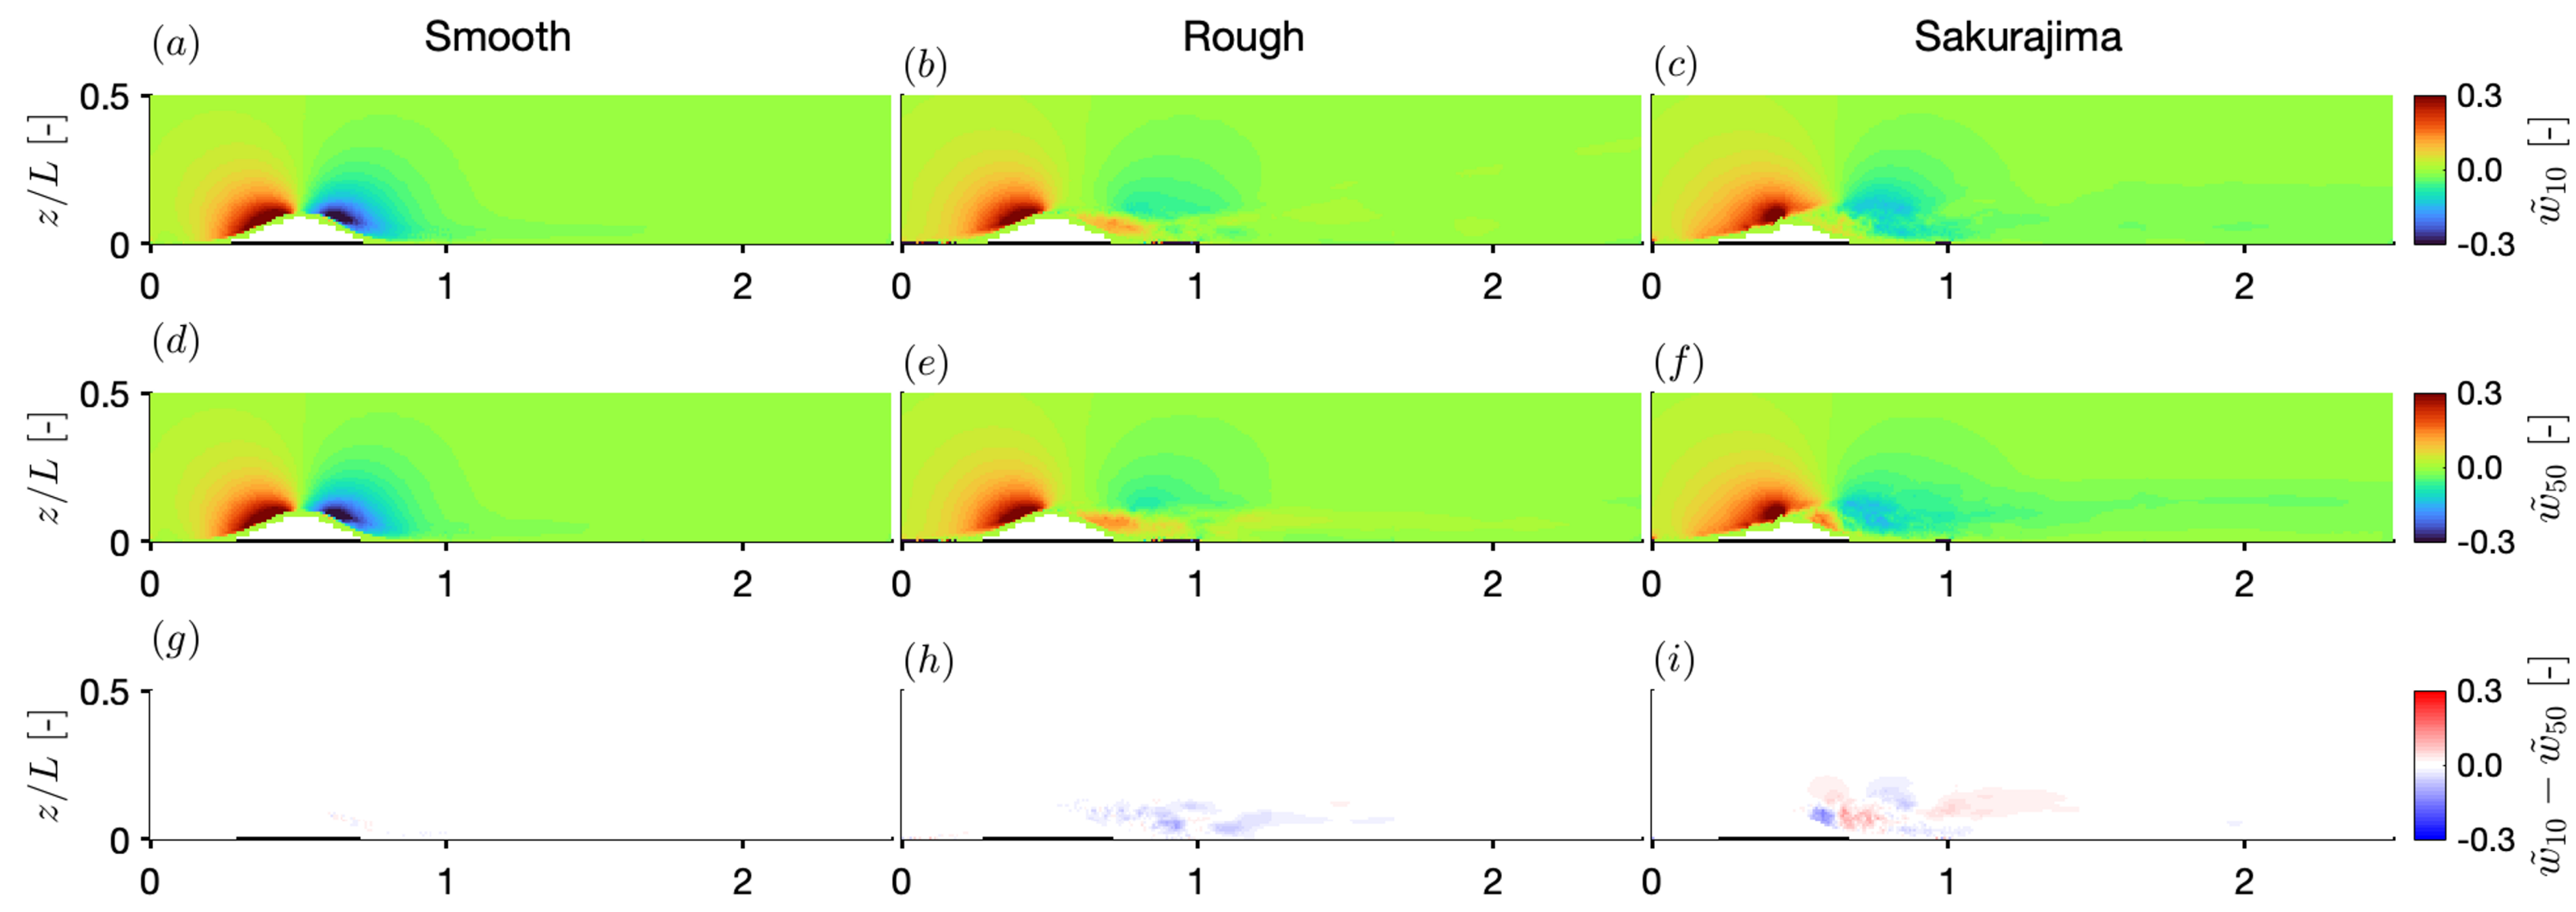 Smooth Rough Sakurajima
(a) (b) (c)
z/L [-] 0.5 0
0.3 0.0 -0.3 w̃₁₀ [-]
0 1 2 0 1 2 0 1 2
(d) (e) (f)
z/L [-] 0.5 0
0.3 0.0 -0.3 w̃₅₀ [-]
0 1 2 0 1 2 0 1 2
(g) (h) (i)
z/L [-] 0.5 0
0.3 0.0 -0.3 w̃₁₀ − w̃₅₀ [-]
0 1 2 0 1 2 0 1 2